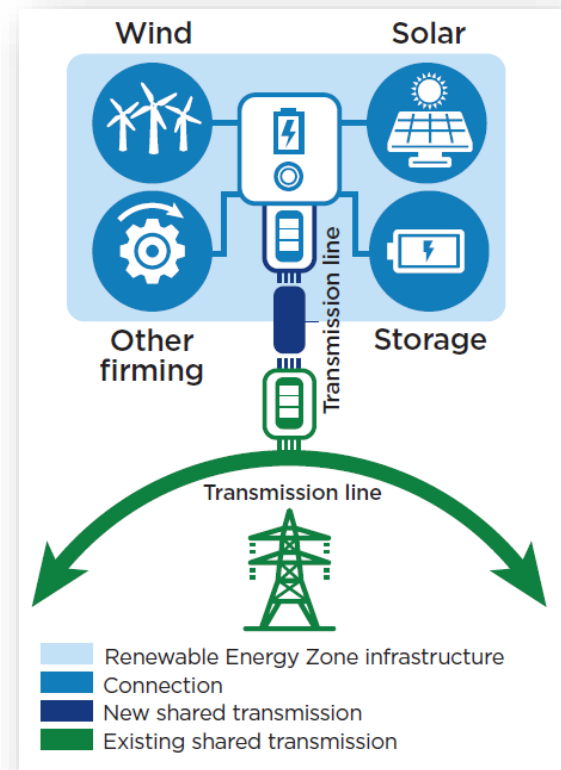 Wind
Solar
Other
firming
Storage
Transmission line
Transmission line
Renewable Energy Zone infrastructure
Connection
New shared transmission
Existing shared transmission